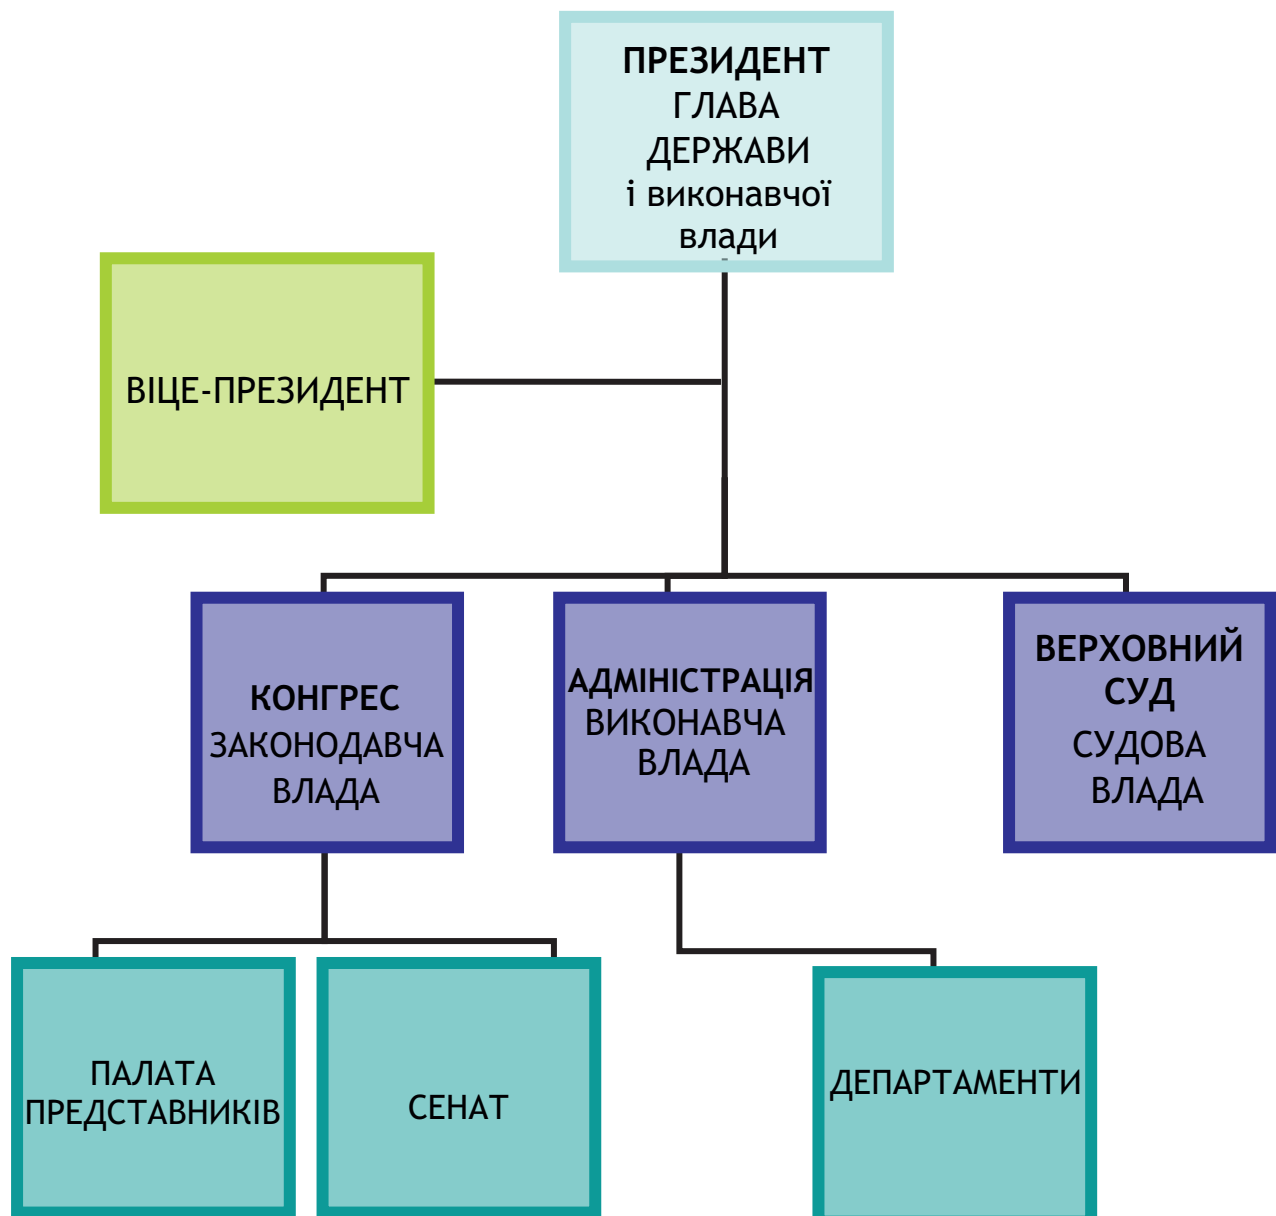 ПРЕЗИДЕНТ
ГЛАВА
ДЕРЖАВИ
і виконавчої
влади
ВІЦЕ-ПРЕЗИДЕНТ
КОНГРЕС
ЗАКОНОДАВЧА
ВЛАДА
АДМІНІСТРАЦІЯ
ВИКОНАВЧА
ВЛАДА
ВЕРХОВНИЙ
СУД
СУДОВА
ВЛАДА
ПАЛАТА
ПРЕДСТАВНИКІВ
СЕНАТ
ДЕПАРТАМЕНТИ